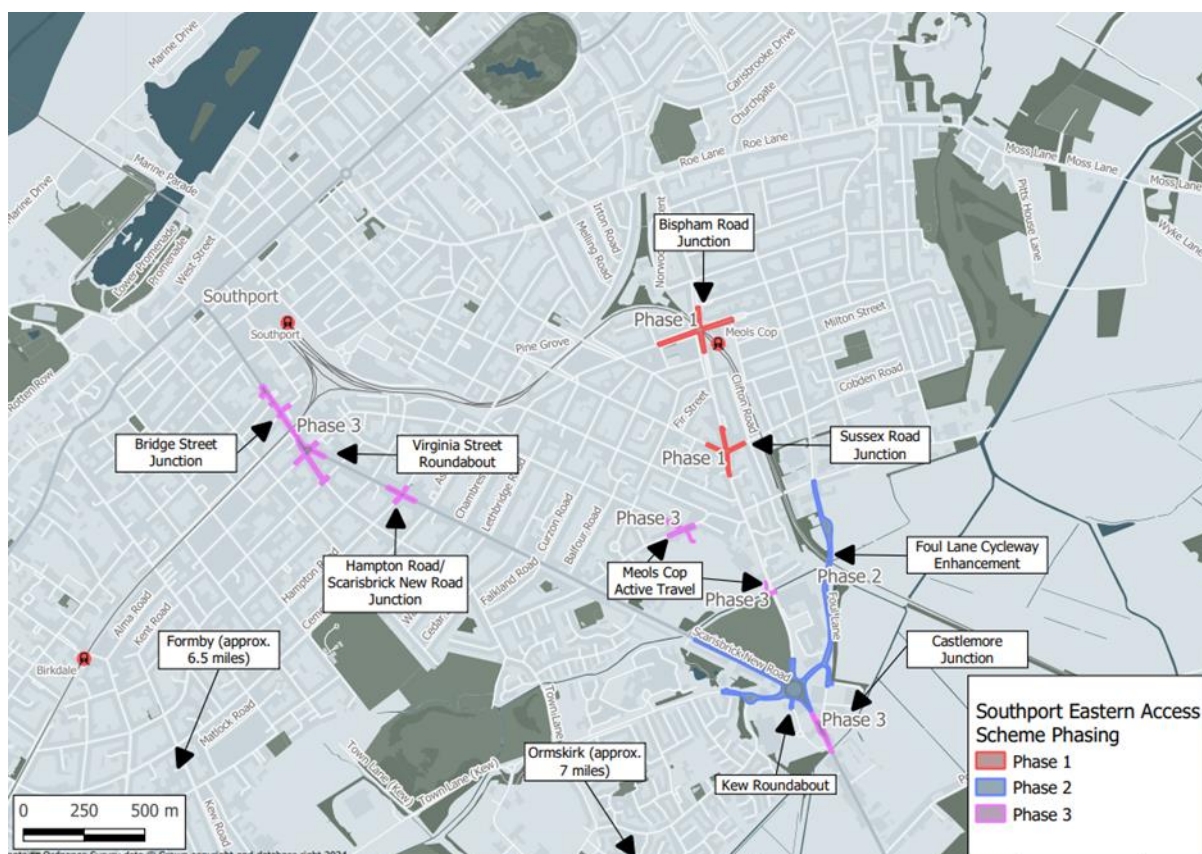 Marine Drive
Carisbrooke Drive
Churchgate
Roe Lane
Roe Lane
Moss Lane
Moss Lane
Moss Lane
Marine Drive
Marine Parade
Pitts House Lane
Wyke Lane
Lower Promenade
Promenade
West Street
Irton Road
Melling Road
Bispham Road
Junction
Southport
Southport
Phase 1
Meols Cop
Milton Street
Pine Grove
Rotten Row
Clifton Road
Cobden Road
Fir Street
Bridge Street
Junction
Phase 3
Virginia Street
Roundabout
Phase 1
Sussex Road
Junction
Lethbridge Road
Curzon Road
Balfour Road
Phase 3
Hampton Road/
Scarisbrick New Road
Junction
Meols Cop
Active Travel
Foul Lane Cycleway
Enhancement
Phase 2
Phase 3
Falkland Road
Foul Lane
Alma Road
Kent Road
Formby (approx.
6.5 miles)
Birkdale
Scarisbrick New Road
Castlemore
Junction
Matlock Road
Phase 3
Ormskirk (approx.
7 miles)
Kew Roundabout
Town Lane (Kew)
Town Lane (Kew)
Kew Road
Southport Eastern Access
Scheme Phasing
Phase 1
Phase 2
Phase 3
0 250 500 m